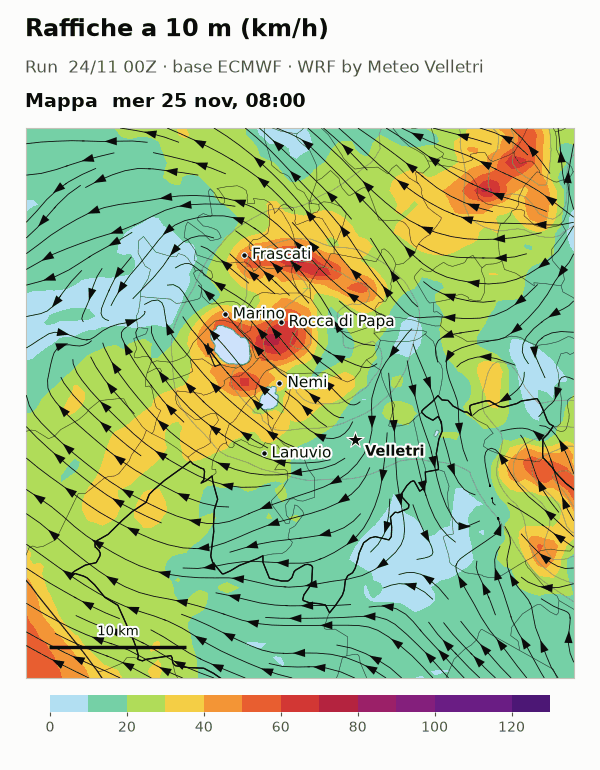 Raffiche a 10 m (km/h)
Run 24/11 00Z · base ECMWF · WRF by Meteo Velletri
Mappa mer 25 nov, 08:00
Frascati
Marino
Rocca di Papa
Nemi
Velletri
Lanuvio
10 km
0 20 40 60 80 100 120